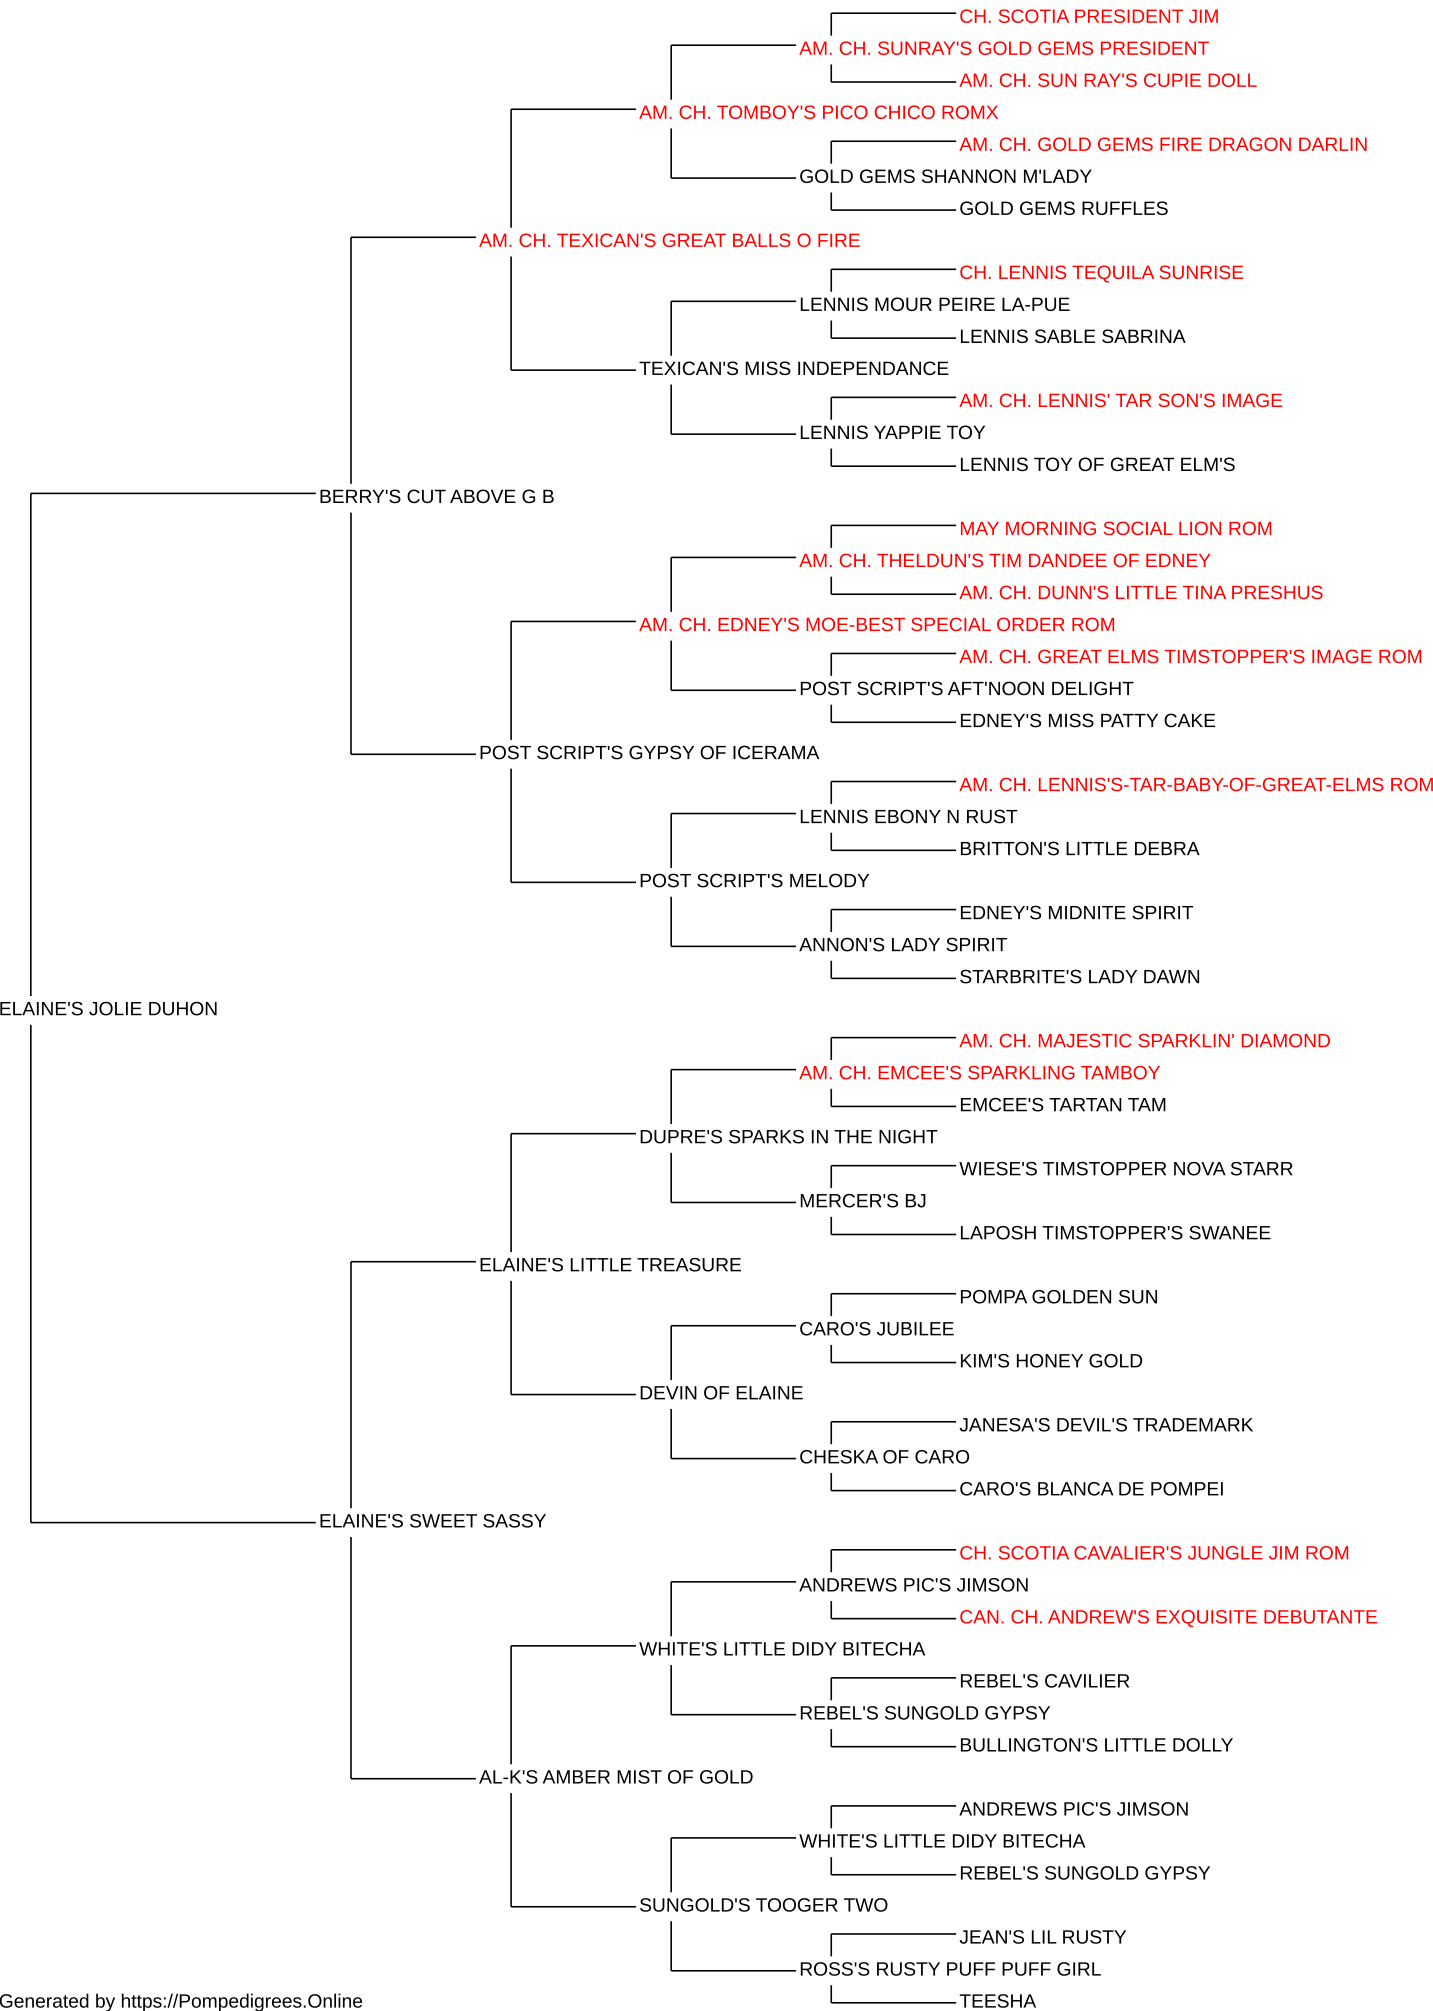 CH. SCOTIA PRESIDENT JIM
AM. CH. SUNRAY'S GOLD GEMS PRESIDENT
AM. CH. SUN RAY'S CUPIE DOLL
AM. CH. TOMBOY'S PICO CHICO ROMX
AM. CH. GOLD GEMS FIRE DRAGON DARLIN
GOLD GEMS SHANNON M'LADY
GOLD GEMS RUFFLES
AM. CH. TEXICAN'S GREAT BALLS O FIRE
CH. LENNIS TEQUILA SUNRISE
LENNIS MOUR PEIRE LA-PUE
LENNIS SABLE SABRINA
TEXICAN'S MISS INDEPENDANCE
AM. CH. LENNIS' TAR SON'S IMAGE
LENNIS YAPPIE TOY
LENNIS TOY OF GREAT ELM'S
BERRY'S CUT ABOVE G B
MAY MORNING SOCIAL LION ROM
AM. CH. THELDUN'S TIM DANDEE OF EDNEY
AM. CH. DUNN'S LITTLE TINA PRESHUS
AM. CH. EDNEY'S MOE-BEST SPECIAL ORDER ROM
AM. CH. GREAT ELMS TIMSTOPPER'S IMAGE ROM
POST SCRIPT'S AFT'NOON DELIGHT
EDNEY'S MISS PATTY CAKE
POST SCRIPT'S GYPSY OF ICERAMA
AM. CH. LENNIS'S-TAR-BABY-OF-GREAT-ELMS ROM
LENNIS EBONY N RUST
BRITTON'S LITTLE DEBRA
POST SCRIPT'S MELODY
EDNEY'S MIDNITE SPIRIT
ANNON'S LADY SPIRIT
STARBRITE'S LADY DAWN
ELAINE'S JOLIE DUHON
AM. CH. MAJESTIC SPARKLIN' DIAMOND
AM. CH. EMCEE'S SPARKLING TAMBOY
EMCEE'S TARTAN TAM
DUPRE'S SPARKS IN THE NIGHT
WIESE'S TIMSTOPPER NOVA STARR
MERCER'S BJ
LAPOSH TIMSTOPPER'S SWANEE
ELAINE'S LITTLE TREASURE
POMPA GOLDEN SUN
CARO'S JUBILEE
KIM'S HONEY GOLD
DEVIN OF ELAINE
JANESA'S DEVIL'S TRADEMARK
CHESKA OF CARO
CARO'S BLANCA DE POMPEI
ELAINE'S SWEET SASSY
CH. SCOTIA CAVALIER'S JUNGLE JIM ROM
ANDREWS PIC'S JIMSON
CAN. CH. ANDREW'S EXQUISITE DEBUTANTE
WHITE'S LITTLE DIDY BITECHA
REBEL'S CAVILIER
REBEL'S SUNGOLD GYPSY
BULLINGTON'S LITTLE DOLLY
AL-K'S AMBER MIST OF GOLD
ANDREWS PIC'S JIMSON
WHITE'S LITTLE DIDY BITECHA
REBEL'S SUNGOLD GYPSY
SUNGOLD'S TOOGER TWO
JEAN'S LIL RUSTY
ROSS'S RUSTY PUFF PUFF GIRL
TEESHA
Generated by https://Pompedigrees.Online